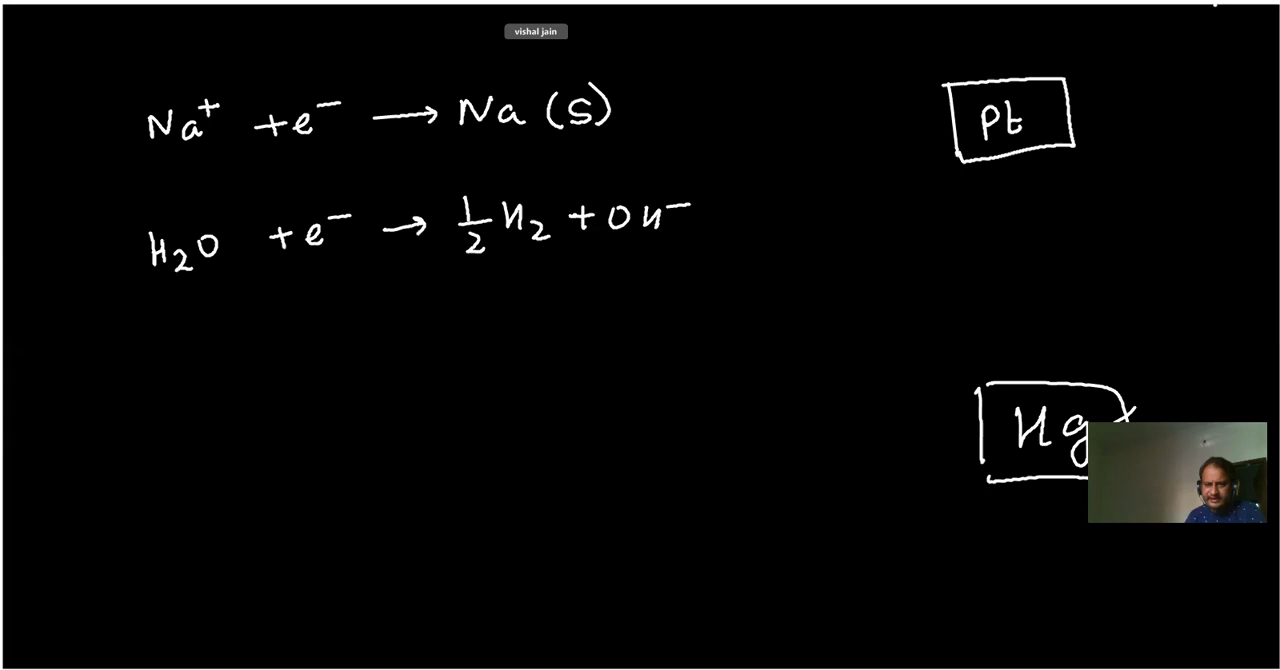 vishal jain
Na⁺ + e⁻ → Na (s)
Pt
H₂O + e⁻ → 1/2 H₂ + OH⁻
Hg